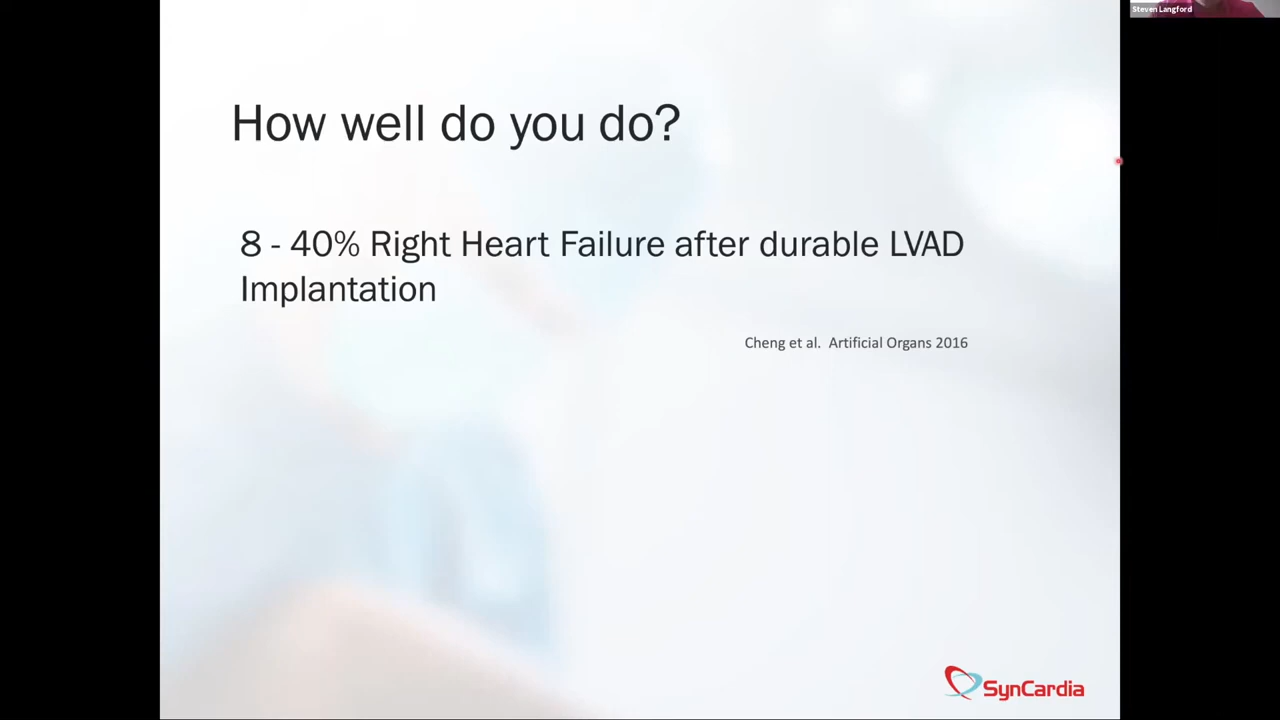 Steven Langford
How well do you do?
8 - 40% Right Heart Failure after durable LVAD
Implantation
Cheng et al.  Artificial Organs 2016
SynCardia